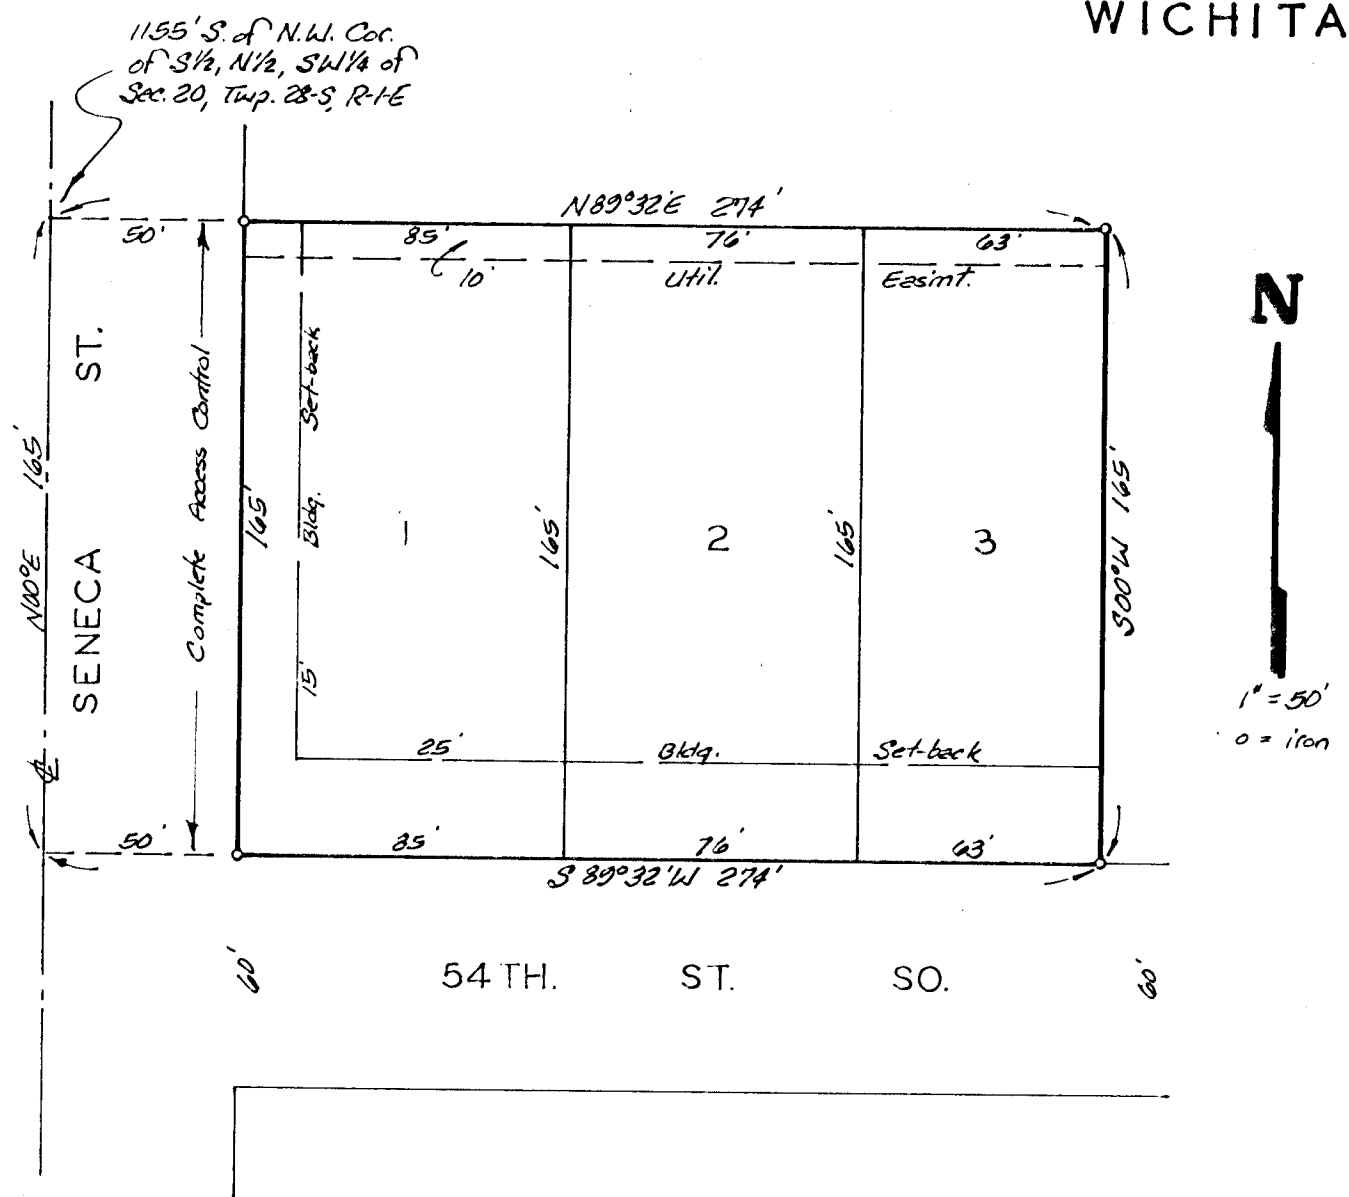 WICHITA
1155' S. of N.W. Cor.
of S½, N½, SW¼ of
Sec. 20, Twp. 28-S, R-1-E
N89°32'E 274'
50'
85'
76'
63'
10'
Util.
Easmt.
N
ST.
SENECA
N00°E 165'
Complete Access Control
165'
Set-back
Bldg.
15'
1
165'
2
165'
3
S00°W 165'
1" = 50'
o = iron
25'
Bldg.
Set-back
℄
50'
85'
76'
63'
S 89°32'W 274'
60'
54TH. ST. SO.
60'